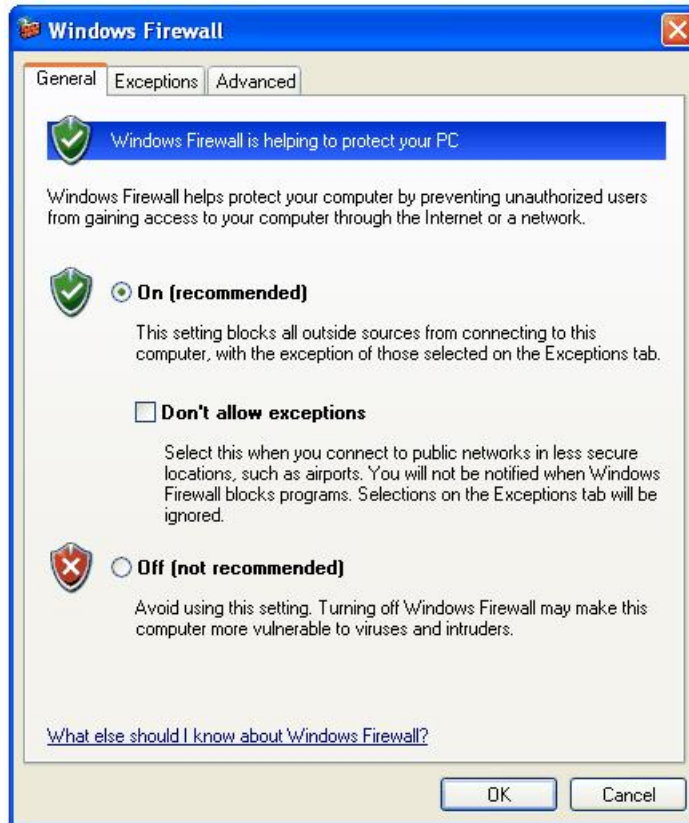 Windows Firewall
General Exceptions Advanced
Windows Firewall is helping to protect your PC
Windows Firewall helps protect your computer by preventing unauthorized users
from gaining access to your computer through the Internet or a network.
On (recommended)
This setting blocks all outside sources from connecting to this
computer, with the exception of those selected on the Exceptions tab.
Don't allow exceptions
Select this when you connect to public networks in less secure
locations, such as airports. You will not be notified when Windows
Firewall blocks programs. Selections on the Exceptions tab will be
ignored.
Off (not recommended)
Avoid using this setting. Turning off Windows Firewall may make this
computer more vulnerable to viruses and intruders.
What else should I know about Windows Firewall?
OK Cancel